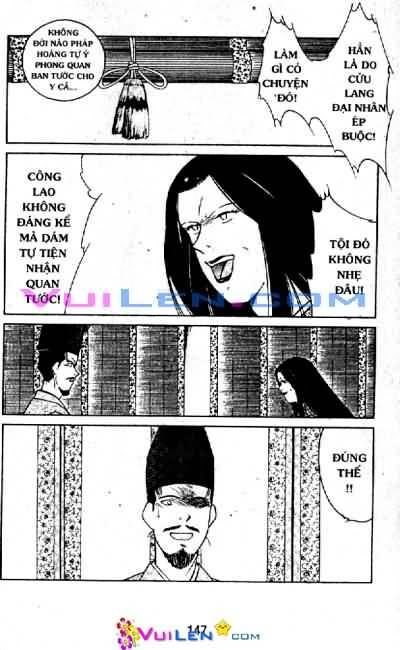 HẲN
LÀ DO
CỬU
LANG
ĐẠI NHÂN
ÉP
BUỘC!
LÀM
GÌ CÓ
CHUYỆN
ĐÓ!
KHÔNG
ĐỜI NÀO PHÁP
HOÀNG TỰ Ý
PHONG QUAN
BAN TƯỚC CHO
Y CẢ...
TỘI ĐÓ
KHÔNG
NHẸ
ĐÂU!
CÔNG
LAO
KHÔNG
ĐÁNG KỂ
MÀ DÁM
TỰ TIỆN
NHẬN
QUAN
TƯỚC!
VUILEN.COM
ĐÚNG
THẾ
!!
147
VUILEN.COM